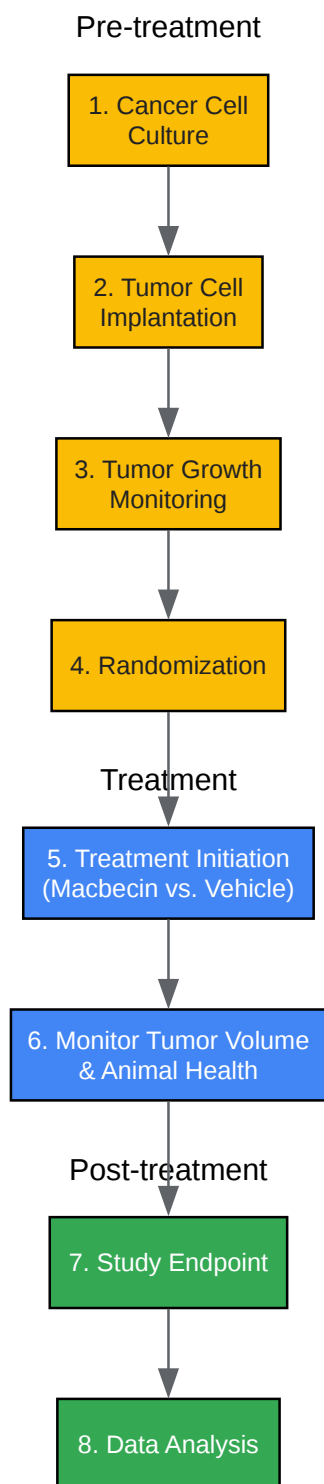 Pre-treatment
1. Cancer Cell
Culture
2. Tumor Cell
Implantation
3. Tumor Growth
Monitoring
4. Randomization
Treatment
5. Treatment Initiation
(Macbecin vs. Vehicle)
6. Monitor Tumor Volume
& Animal Health
Post-treatment
7. Study Endpoint
8. Data Analysis